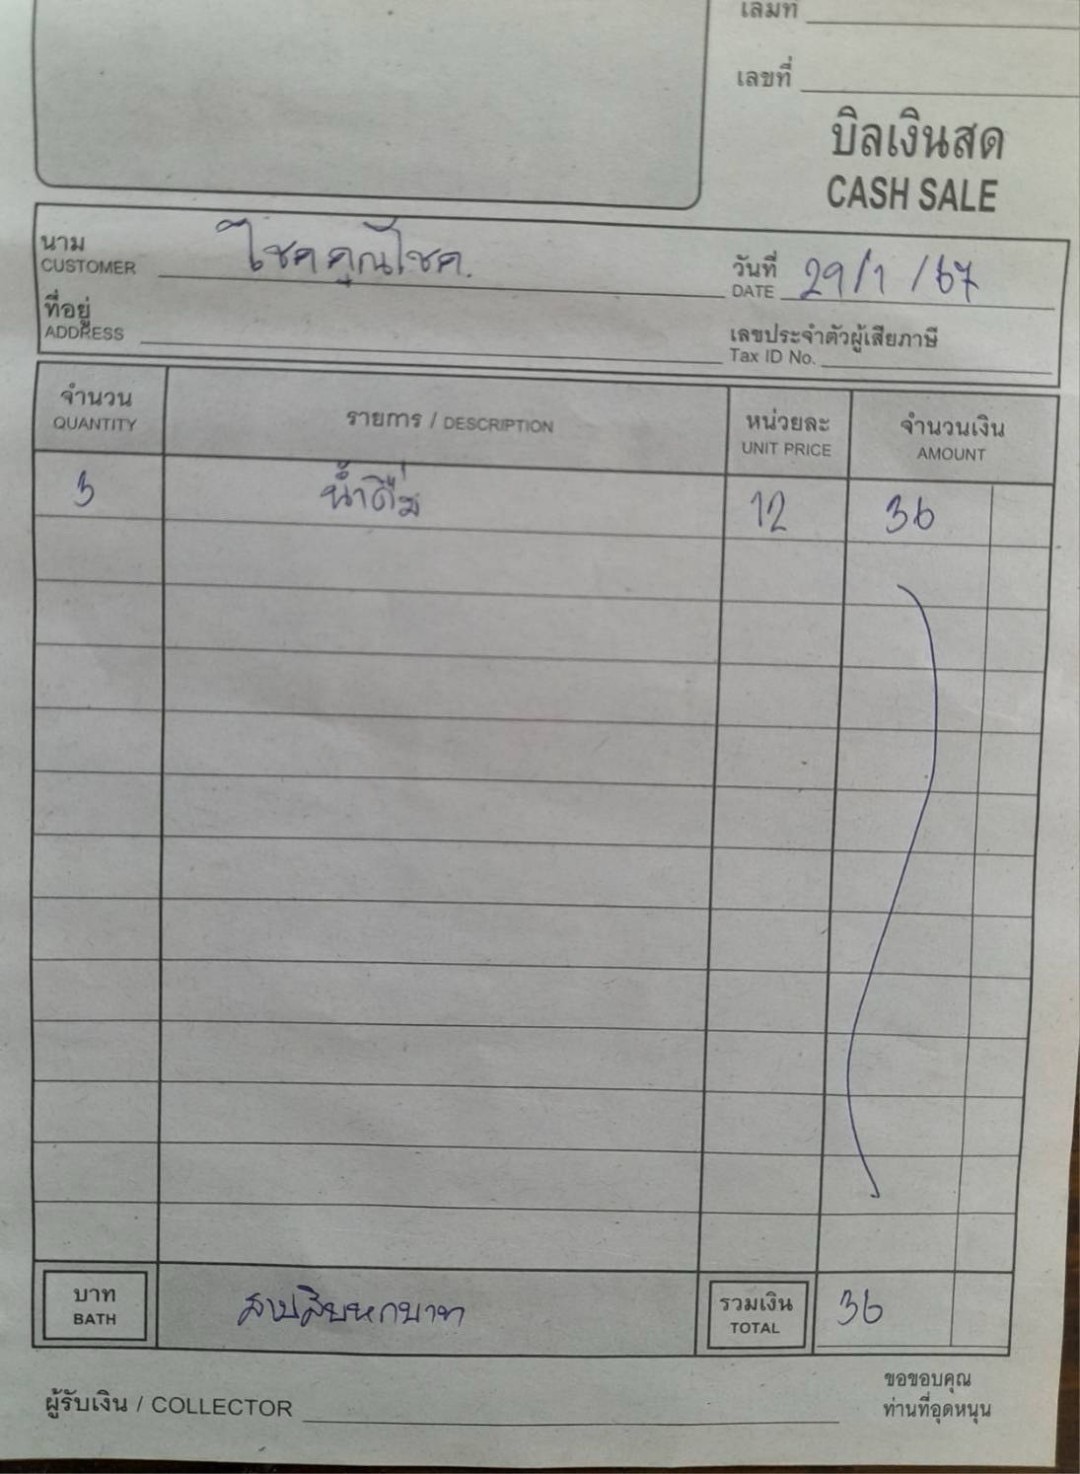 เล่มที่
เลขที่
บิลเงินสด
CASH SALE
นาม
CUSTOMER
โชคคูณโชค.
วันที่
DATE
29/1/67
ที่อยู่
ADDRESS
เลขประจำตัวผู้เสียภาษี
Tax ID No.
จำนวน
QUANTITY
รายการ / DESCRIPTION
หน่วยละ
UNIT PRICE
จำนวนเงิน
AMOUNT
3 น้ำดื่ม 12 36
บาท
BATH
สามสิบหกบาท
รวมเงิน
TOTAL
36
ผู้รับเงิน / COLLECTOR
ขอขอบคุณ
ท่านที่อุดหนุน